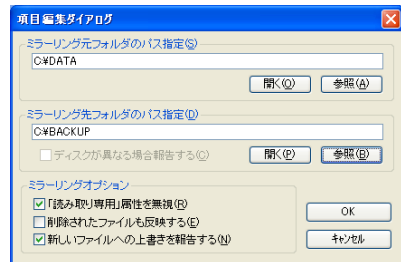 項目編集ダイアログ
ミラーリング元フォルダのパス指定(S)
C:¥DATA
開く(O)
参照(A)
ミラーリング先フォルダのパス指定(D)
C:¥BACKUP
ディスクが異なる場合報告する(C)
開く(P)
参照(B)
ミラーリングオプション
「読み取り専用」属性を無視(R)
削除されたファイルも反映する(E)
新しいファイルへの上書きを報告する(N)
OK
キャンセル